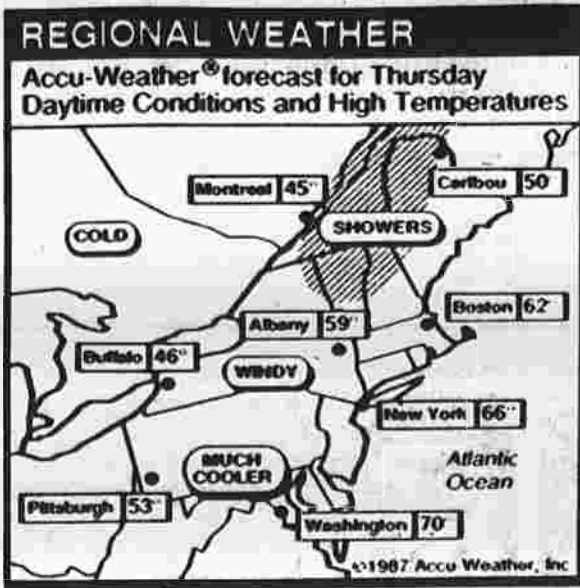 REGIONAL WEATHER
Accu-Weather® forecast for Thursday
Daytime Conditions and High Temperatures
Montreal 45°
Caribou 50°
COLD
SHOWERS
Albany 59°
Boston 62°
Buffalo 46°
WINDY
New York 66°
MUCH
COOLER
Atlantic
Ocean
Pittsburgh 53°
Washington 70°
©1987 Accu Weather, Inc